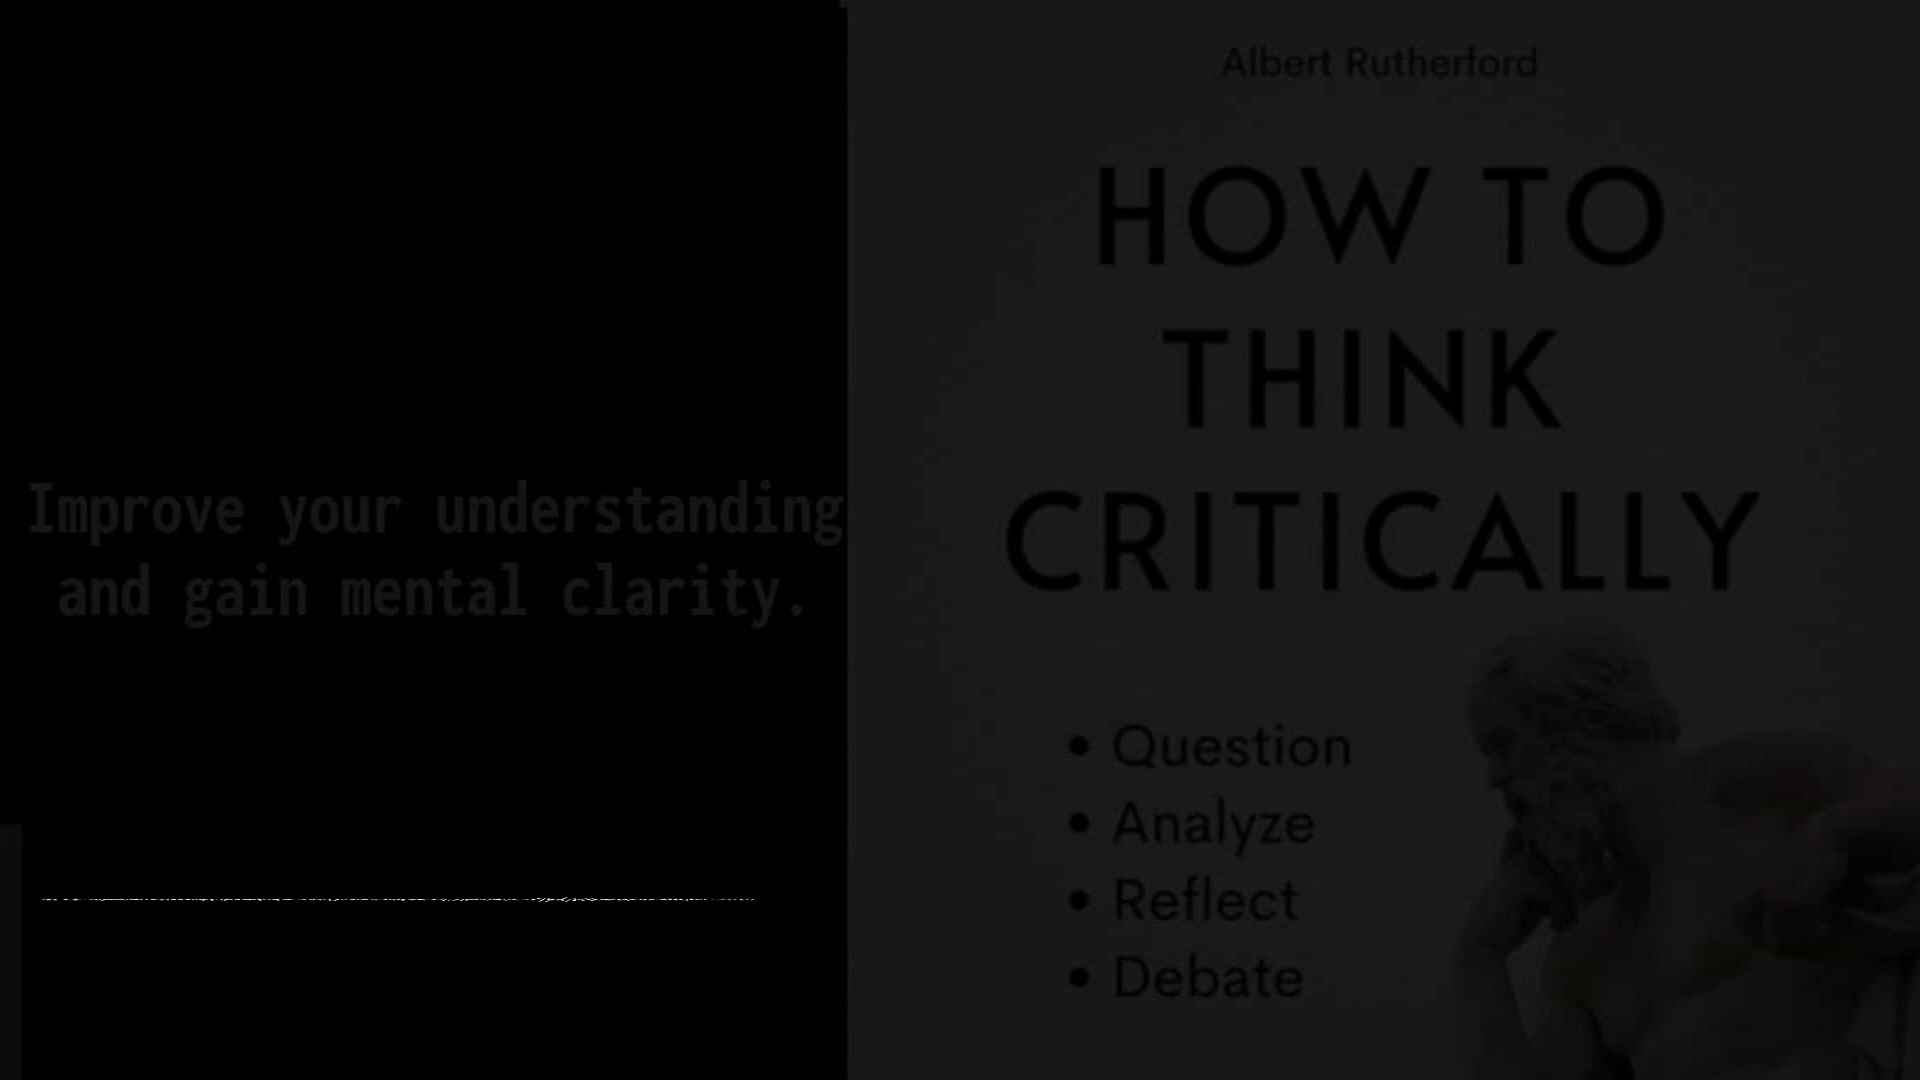 Improve your understanding
and gain mental clarity.
Albert Rutherford
HOW TO
THINK
CRITICALLY
• Question
• Analyze
• Reflect
• Debate